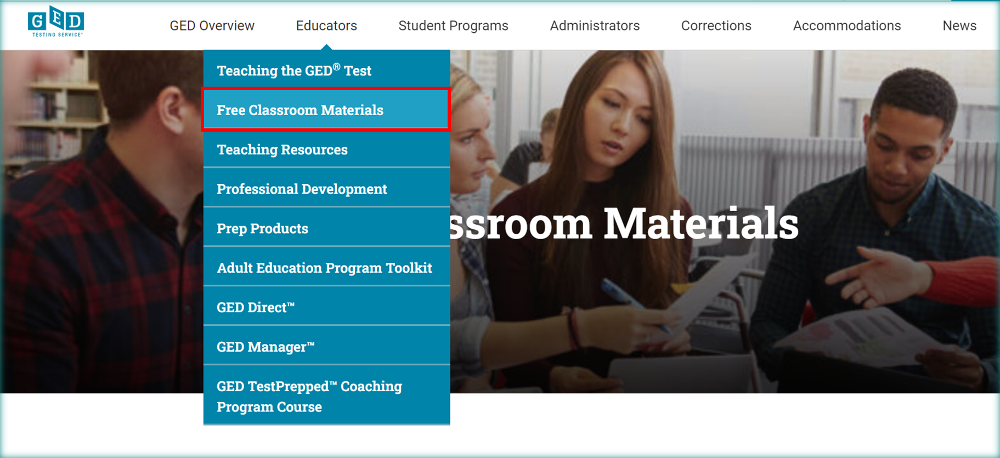 GED
TESTING SERVICE®
GED Overview
Educators
Student Programs
Administrators
Corrections
Accommodations
News
Teaching the GED® Test
Free Classroom Materials
Teaching Resources
Professional Development
Prep Products
Adult Education Program Toolkit
GED Direct™
GED Manager™
GED TestPrepped™ Coaching
Program Course
ssroom Materials